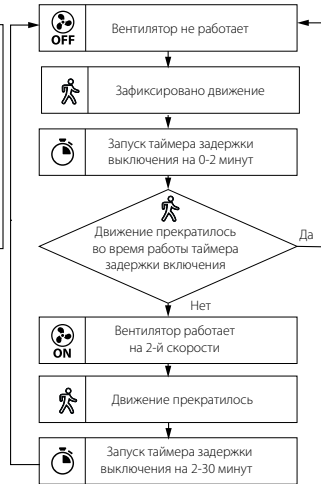 OFF
Вентилятор не работает
Зафиксировано движение
Запуск таймера задержки
выключения на 0-2 минут
Движение прекратилось
во время работы таймера
задержки включения
Да
Нет
ON
Вентилятор работает
на 2-й скорости
Движение прекратилось
Запуск таймера задержки
выключения на 2-30 минут